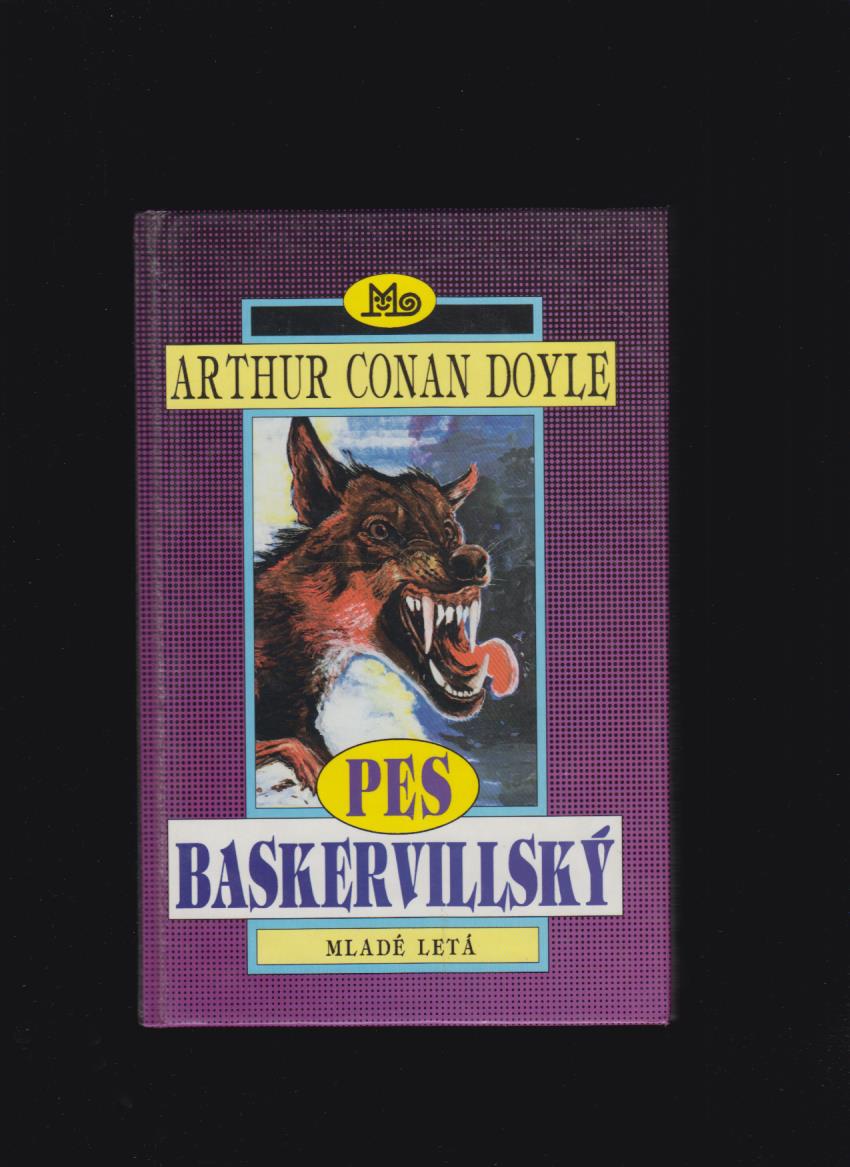 ARTHUR CONAN DOYLE
PES
BASKERVILLSKÝ
MLADÉ LETÁ